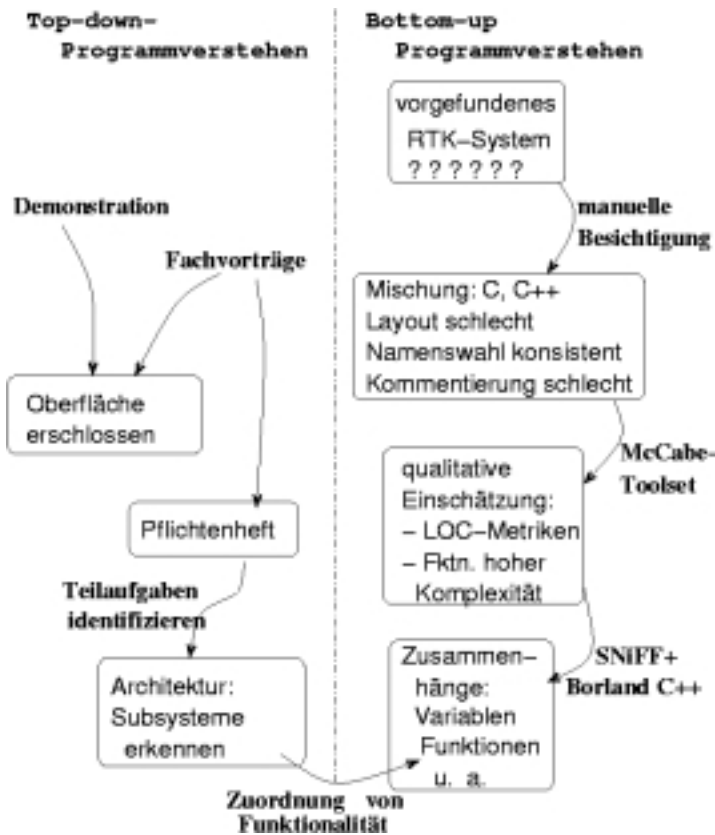 Top-down-
Programmverstehen
Demonstration
Fachvorträge
Oberfläche
erschlossen
Pflichtenheft
Teilaufgaben
identifizieren
Architektur:
Subsysteme
erkennen
Zuordnung von
Funktionalität
Bottom-up
Programmverstehen
vorgefundenes
RTK-System
? ? ? ? ? ?
manuelle
Besichtigung
Mischung: C, C++
Layout schlecht
Namenswahl konsistent
Kommentierung schlecht
McCabe-
Toolset
qualitative
Einschätzung:
- LOC-Metriken
- Fktn. hoher
Komplexität
SNiFF+
Borland C++
Zusammen-
hänge:
Variablen
Funktionen
u. a.